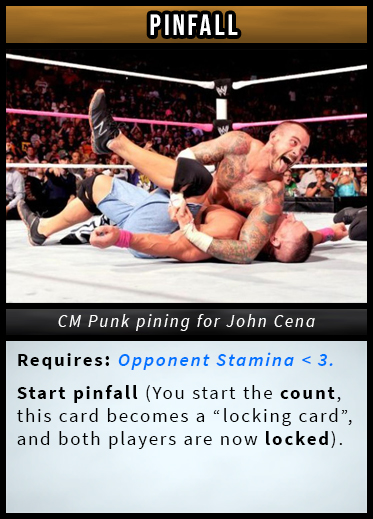 PINFALL
CM Punk pining for John Cena
Requires: Opponent Stamina < 3.
Start pinfall (You start the count,
this card becomes a “locking card”,
and both players are now locked).